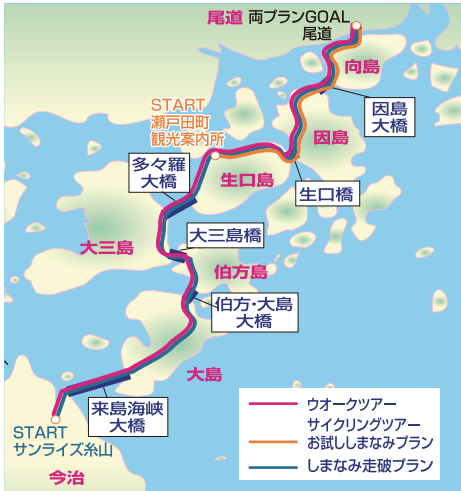 尾道 両プランGOAL
尾道
向島
因島
大橋
START
瀬戸田町
観光案内所
因島
多々羅
大橋
生口島
生口橋
大三島橋
大三島
伯方島
伯方・大島
大橋
大島
来島海峡
大橋
START
サンライズ糸山
今治
ウオークツアー
サイクリングツアー
お試ししまなみプラン
しまなみ走破プラン